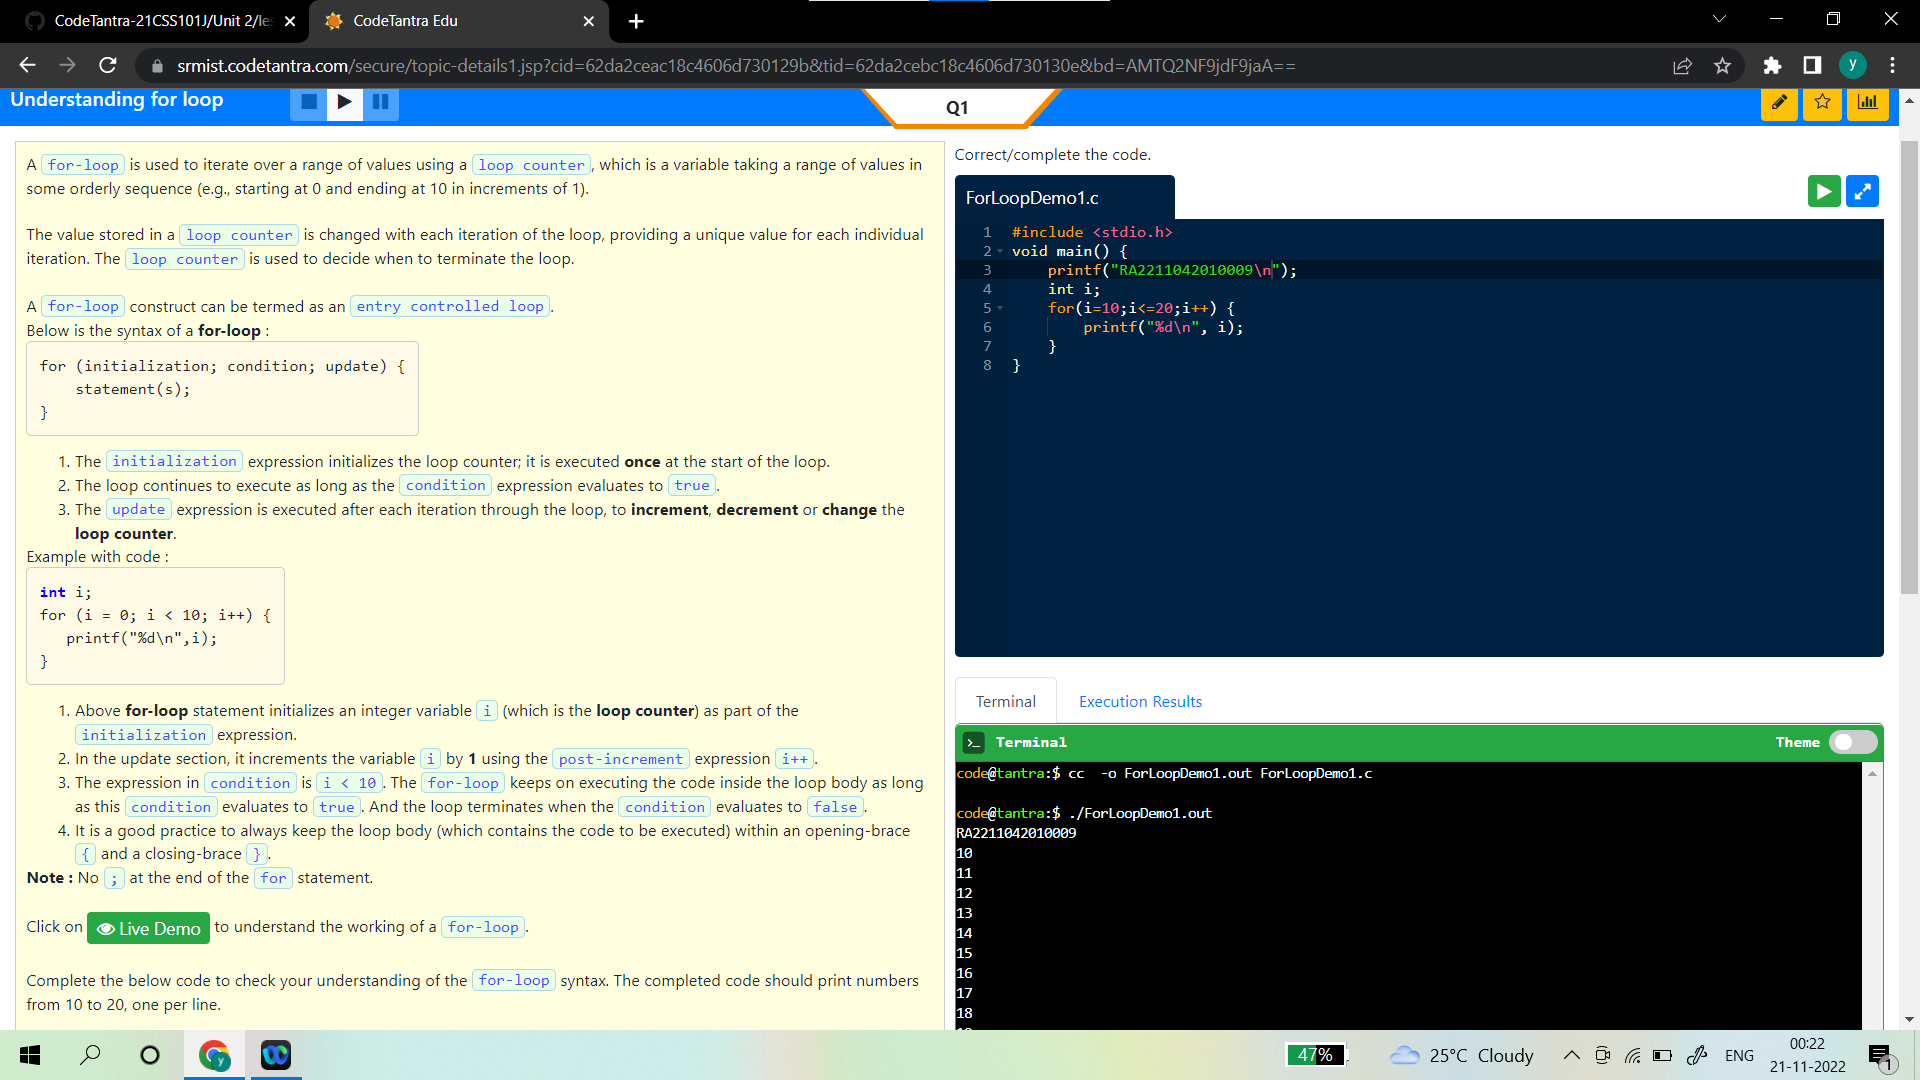 CodeTantra-21CSS101J/Unit 2/les
CodeTantra Edu
srmist.codetantra.com/secure/topic-details1.jsp?cid=62da2ceac18c4606d730129b&tid=62da2cebc18c4606d730130e&bd=AMTQ2NF9jdF9jaA==
y
Understanding for loop
Q1
A for-loop is used to iterate over a range of values using a loop counter, which is a variable taking a range of values in
some orderly sequence (e.g., starting at 0 and ending at 10 in increments of 1).
The value stored in a loop counter is changed with each iteration of the loop, providing a unique value for each individual
iteration. The loop counter is used to decide when to terminate the loop.
A for-loop construct can be termed as an entry controlled loop.
Below is the syntax of a for-loop :
for (initialization; condition; update) {
    statement(s);
}
1. The initialization expression initializes the loop counter; it is executed once at the start of the loop.
2. The loop continues to execute as long as the condition expression evaluates to true.
3. The update expression is executed after each iteration through the loop, to increment, decrement or change the
loop counter.
Example with code :
int i;
for (i = 0; i < 10; i++) {
   printf("%d\n",i);
}
1. Above for-loop statement initializes an integer variable i (which is the loop counter) as part of the
initialization expression.
2. In the update section, it increments the variable i by 1 using the post-increment expression i++.
3. The expression in condition is i < 10. The for-loop keeps on executing the code inside the loop body as long
as this condition evaluates to true. And the loop terminates when the condition evaluates to false.
4. It is a good practice to always keep the loop body (which contains the code to be executed) within an opening-brace
{ and a closing-brace }.
Note : No ; at the end of the for statement.
Click on Live Demo to understand the working of a for-loop.
Complete the below code to check your understanding of the for-loop syntax. The completed code should print numbers
from 10 to 20, one per line.
Correct/complete the code.
ForLoopDemo1.c
1 #include <stdio.h>
2 void main() {
3     printf("RA2211042010009\n");
4     int i;
5     for(i=10;i<=20;i++) {
6         printf("%d\n", i);
7     }
8 }
Terminal
Execution Results
Terminal
Theme
code@tantra:$ cc  -o ForLoopDemo1.out ForLoopDemo1.c
code@tantra:$ ./ForLoopDemo1.out
RA2211042010009
10
11
12
13
14
15
16
17
18
47%
25°C Cloudy
ENG
00:22
21-11-2022
1